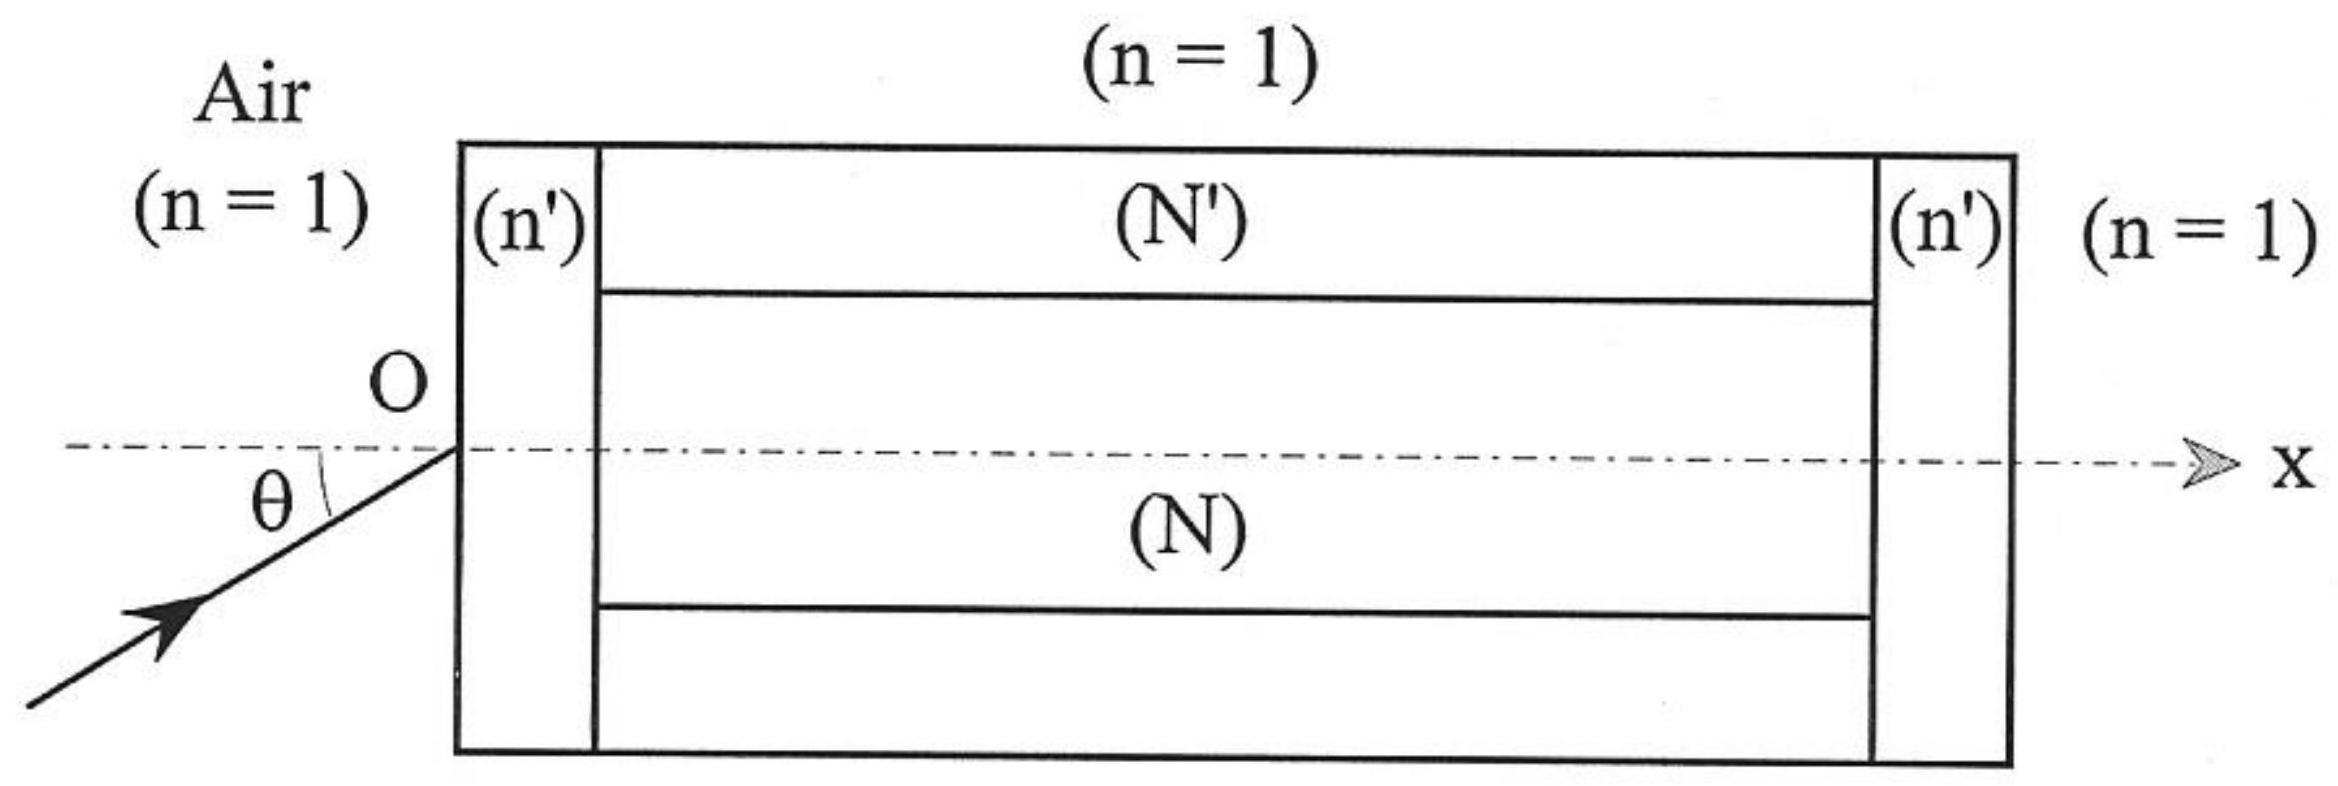 (n = 1)
Air
(n = 1)
(n')
(N')
(n')
(n = 1)
O
θ
x
(N)